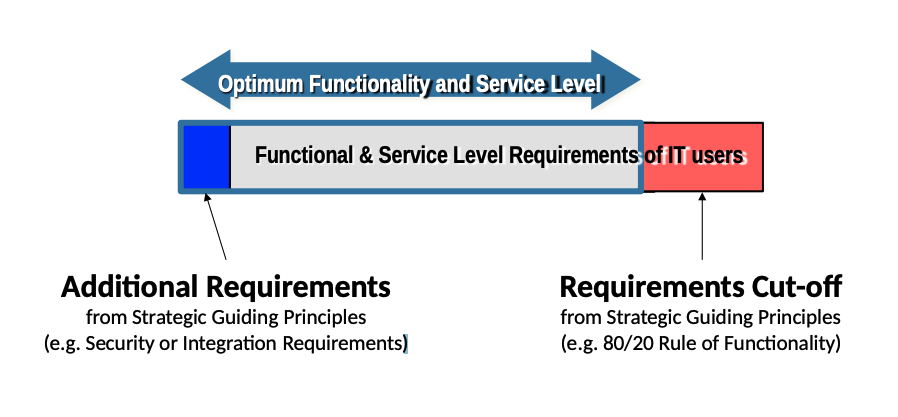 Optimum Functionality and Service Level
Functional & Service Level Requirements of IT users
Additional Requirements
from Strategic Guiding Principles
(e.g. Security or Integration Requirements)
Requirements Cut-off
from Strategic Guiding Principles
(e.g. 80/20 Rule of Functionality)